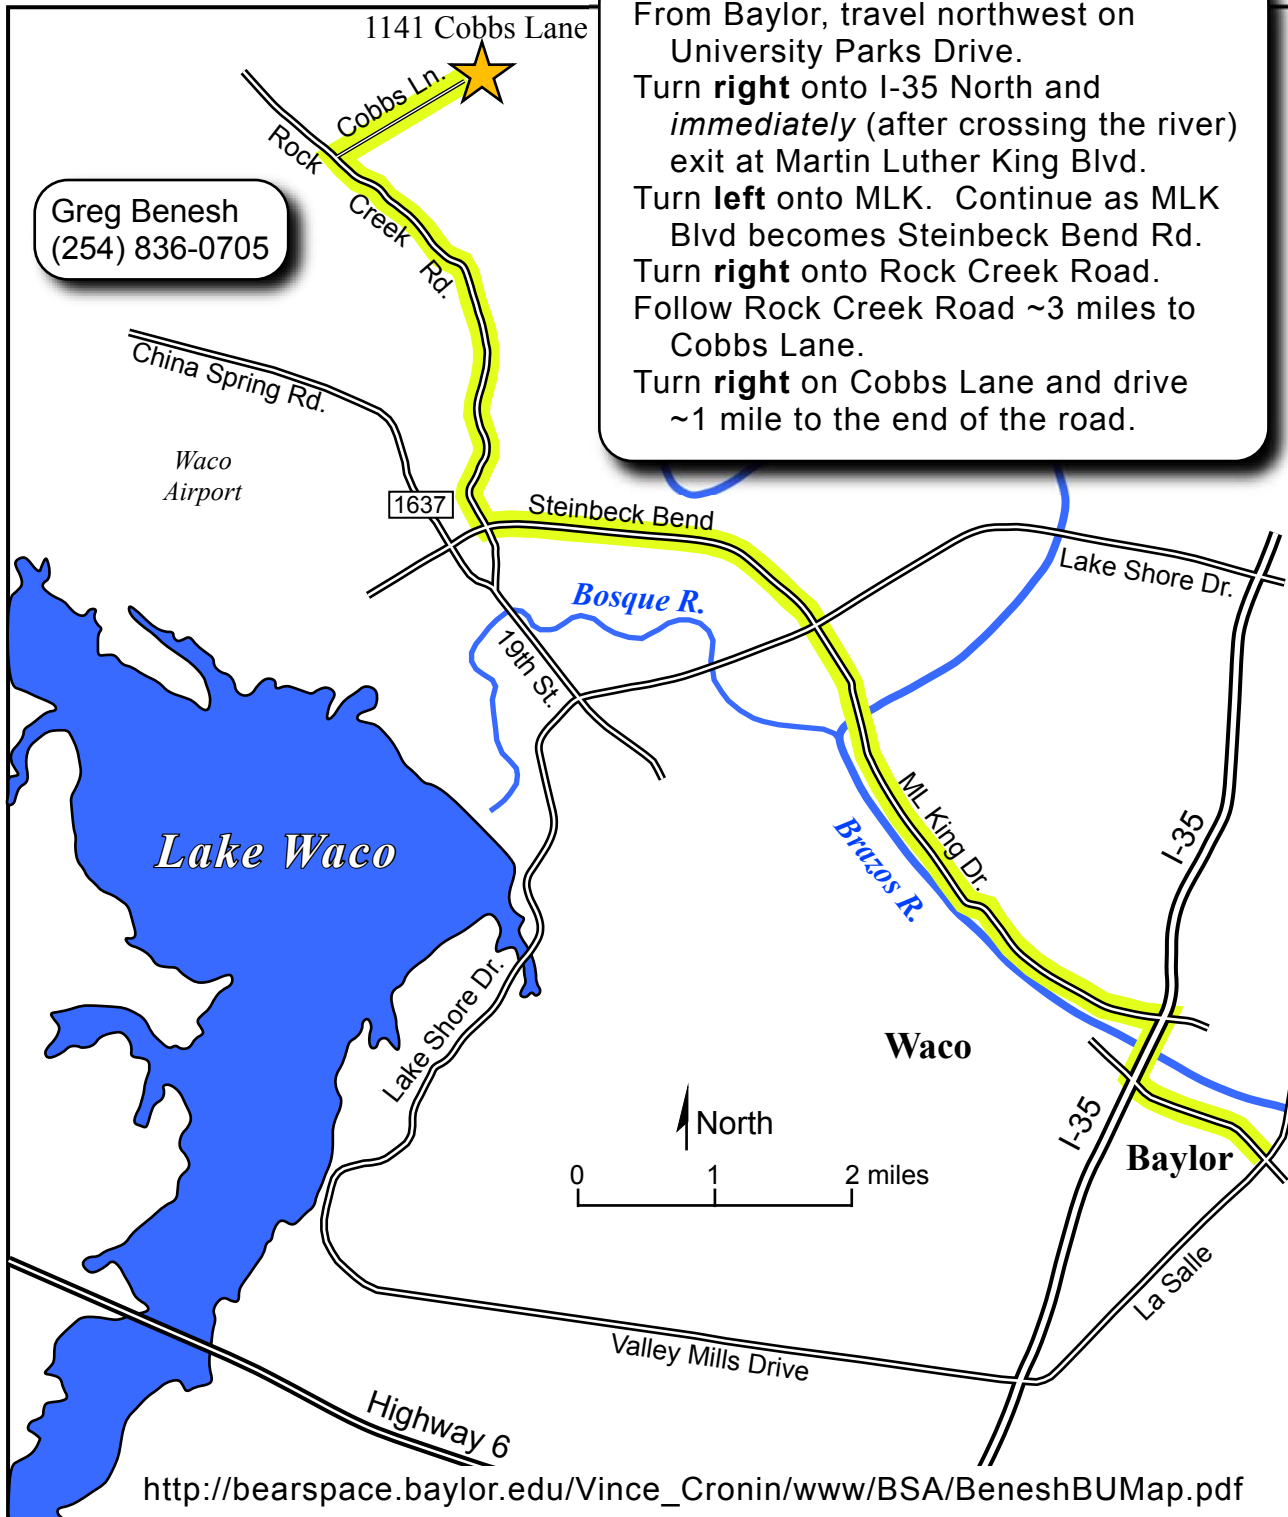 1141 Cobbs Lane
From Baylor, travel northwest on
University Parks Drive.
Turn right onto I-35 North and
immediately (after crossing the river)
exit at Martin Luther King Blvd.
Turn left onto MLK.  Continue as MLK
Blvd becomes Steinbeck Bend Rd.
Turn right onto Rock Creek Road.
Follow Rock Creek Road ~3 miles to
Cobbs Lane.
Turn right on Cobbs Lane and drive
~1 mile to the end of the road.
Cobbs Ln.
Rock
Creek
Rd.
Greg Benesh
(254) 836-0705
China Spring Rd.
Waco
Airport
1637
Steinbeck Bend
Lake Shore Dr.
Bosque R.
19th St.
Lake Waco
ML King Dr.
Brazos R.
I-35
Lake Shore Dr.
Waco
North
I-35
Baylor
0 1 2 miles
La Salle
Valley Mills Drive
Highway 6
http://bearspace.baylor.edu/Vince_Cronin/www/BSA/BeneshBUMap.pdf